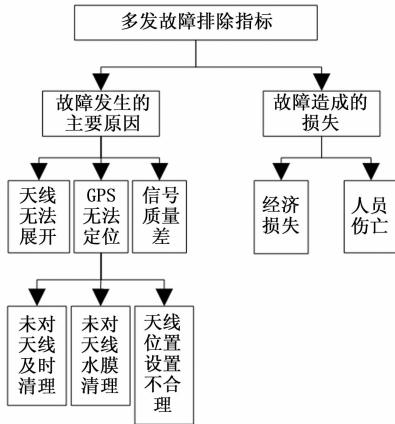 多发故障排除指标
故障发生的
主要原因
故障造成的
损失
天线
无法
展开
GPS
无法
定位
信号
质量
差
经济
损失
人员
伤亡
未对
天线
及时
清理
未对
天线
水膜
清理
天线
位置
设置
不合
理